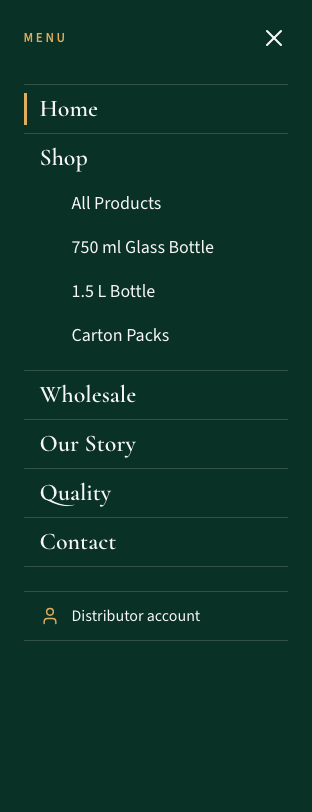 MENU
Home
Shop
All Products
750 ml Glass Bottle
1.5 L Bottle
Carton Packs
Wholesale
Our Story
Quality
Contact
Distributor account